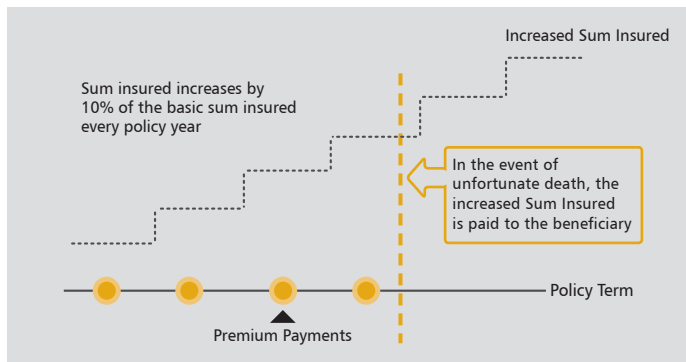 Increased Sum Insured
Sum insured increases by
10% of the basic sum insured
every policy year
In the event of
unfortunate death, the
increased Sum Insured
is paid to the beneficiary
Policy Term
Premium Payments